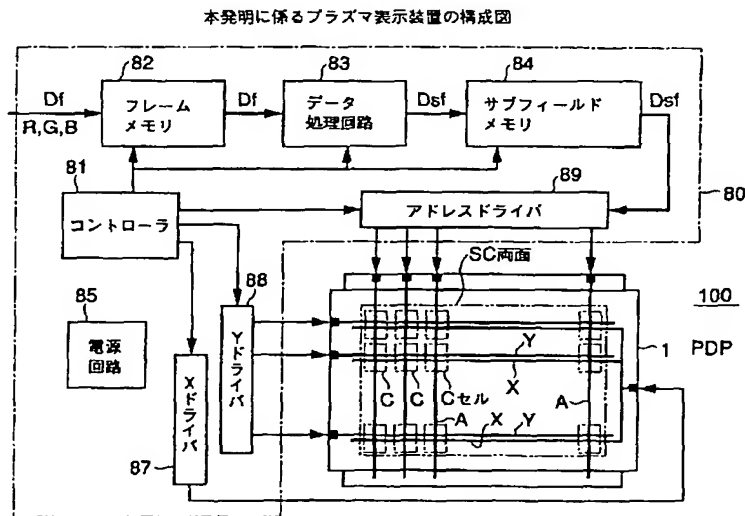 本発明に係るプラズマ表示装置の構成図
82
83
84
Df
R,G,B
フレーム
メモリ
Df
データ
処理回路
Dsf
サブフィールド
メモリ
Dsf
81
コントローラ
89
アドレスドライバ
80
SC両面
100
85
電源
回路
88
Yドライバ
Xドライバ
87
1
PDP
Y
X
C
C
Cセル
A
X
Y
A